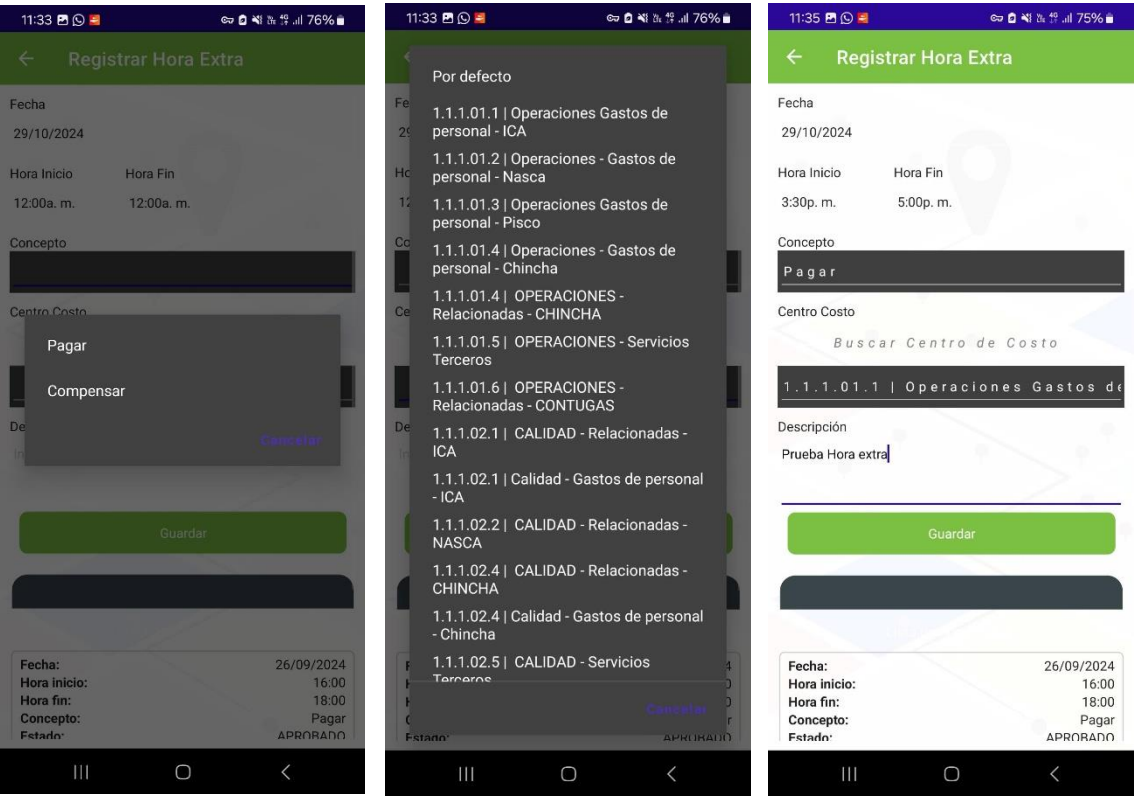 11:33
76%
Registrar Hora Extra
Fecha
29/10/2024
Hora Inicio Hora Fin
12:00a. m. 12:00a. m.
Concepto
Centro Costo
Pagar
Compensar
De
Cancelar
Guardar
Fecha: 26/09/2024
Hora inicio: 16:00
Hora fin: 18:00
Concepto: Pagar
Estado: APROBADO
11:33
76%
Por defecto
1.1.1.01.1 | Operaciones Gastos de
personal - ICA
1.1.1.01.2 | Operaciones - Gastos de
personal - Nasca
1.1.1.01.3 | Operaciones Gastos de
personal - Pisco
1.1.1.01.4 | Operaciones - Gastos de
personal - Chincha
1.1.1.01.4 | OPERACIONES -
Relacionadas - CHINCHA
1.1.1.01.5 | OPERACIONES - Servicios
Terceros
1.1.1.01.6 | OPERACIONES -
Relacionadas - CONTUGAS
1.1.1.02.1 | CALIDAD - Relacionadas -
ICA
1.1.1.02.1 | Calidad - Gastos de personal
- ICA
1.1.1.02.2 | CALIDAD - Relacionadas -
NASCA
1.1.1.02.4 | CALIDAD - Relacionadas -
CHINCHA
1.1.1.02.4 | Calidad - Gastos de personal
- Chincha
1.1.1.02.5 | CALIDAD - Servicios
Terceros
Cancelar
Estado: APROBADO
11:35
75%
Registrar Hora Extra
Fecha
29/10/2024
Hora Inicio Hora Fin
3:30p. m. 5:00p. m.
Concepto
Pagar
Centro Costo
Buscar Centro de Costo
1.1.1.01.1 | Operaciones Gastos de
Descripción
Prueba Hora extra
Guardar
Fecha: 26/09/2024
Hora inicio: 16:00
Hora fin: 18:00
Concepto: Pagar
Estado: APROBADO